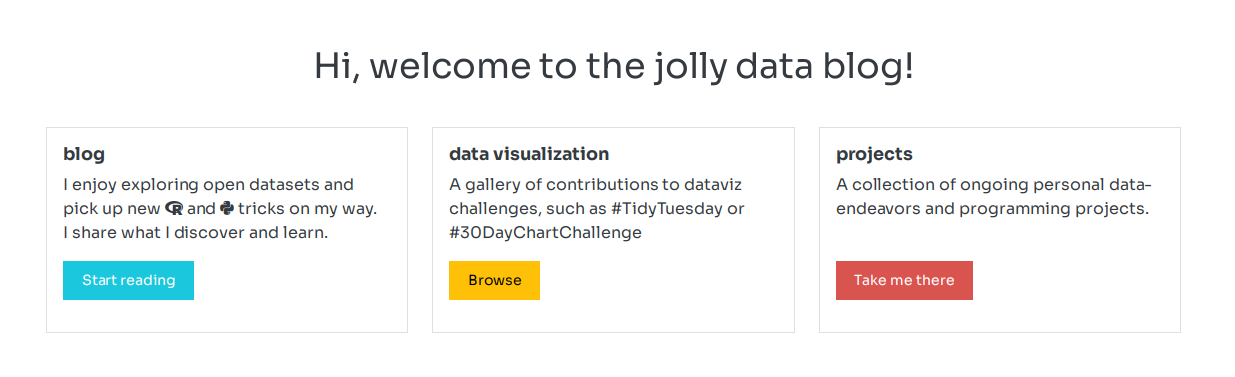 Hi, welcome to the jolly data blog!
blog
I enjoy exploring open datasets and
pick up new R and tricks on my way.
I share what I discover and learn.
Start reading
data visualization
A gallery of contributions to dataviz
challenges, such as #TidyTuesday or
#30DayChartChallenge
Browse
projects
A collection of ongoing personal data-
endeavors and programming projects.
Take me there